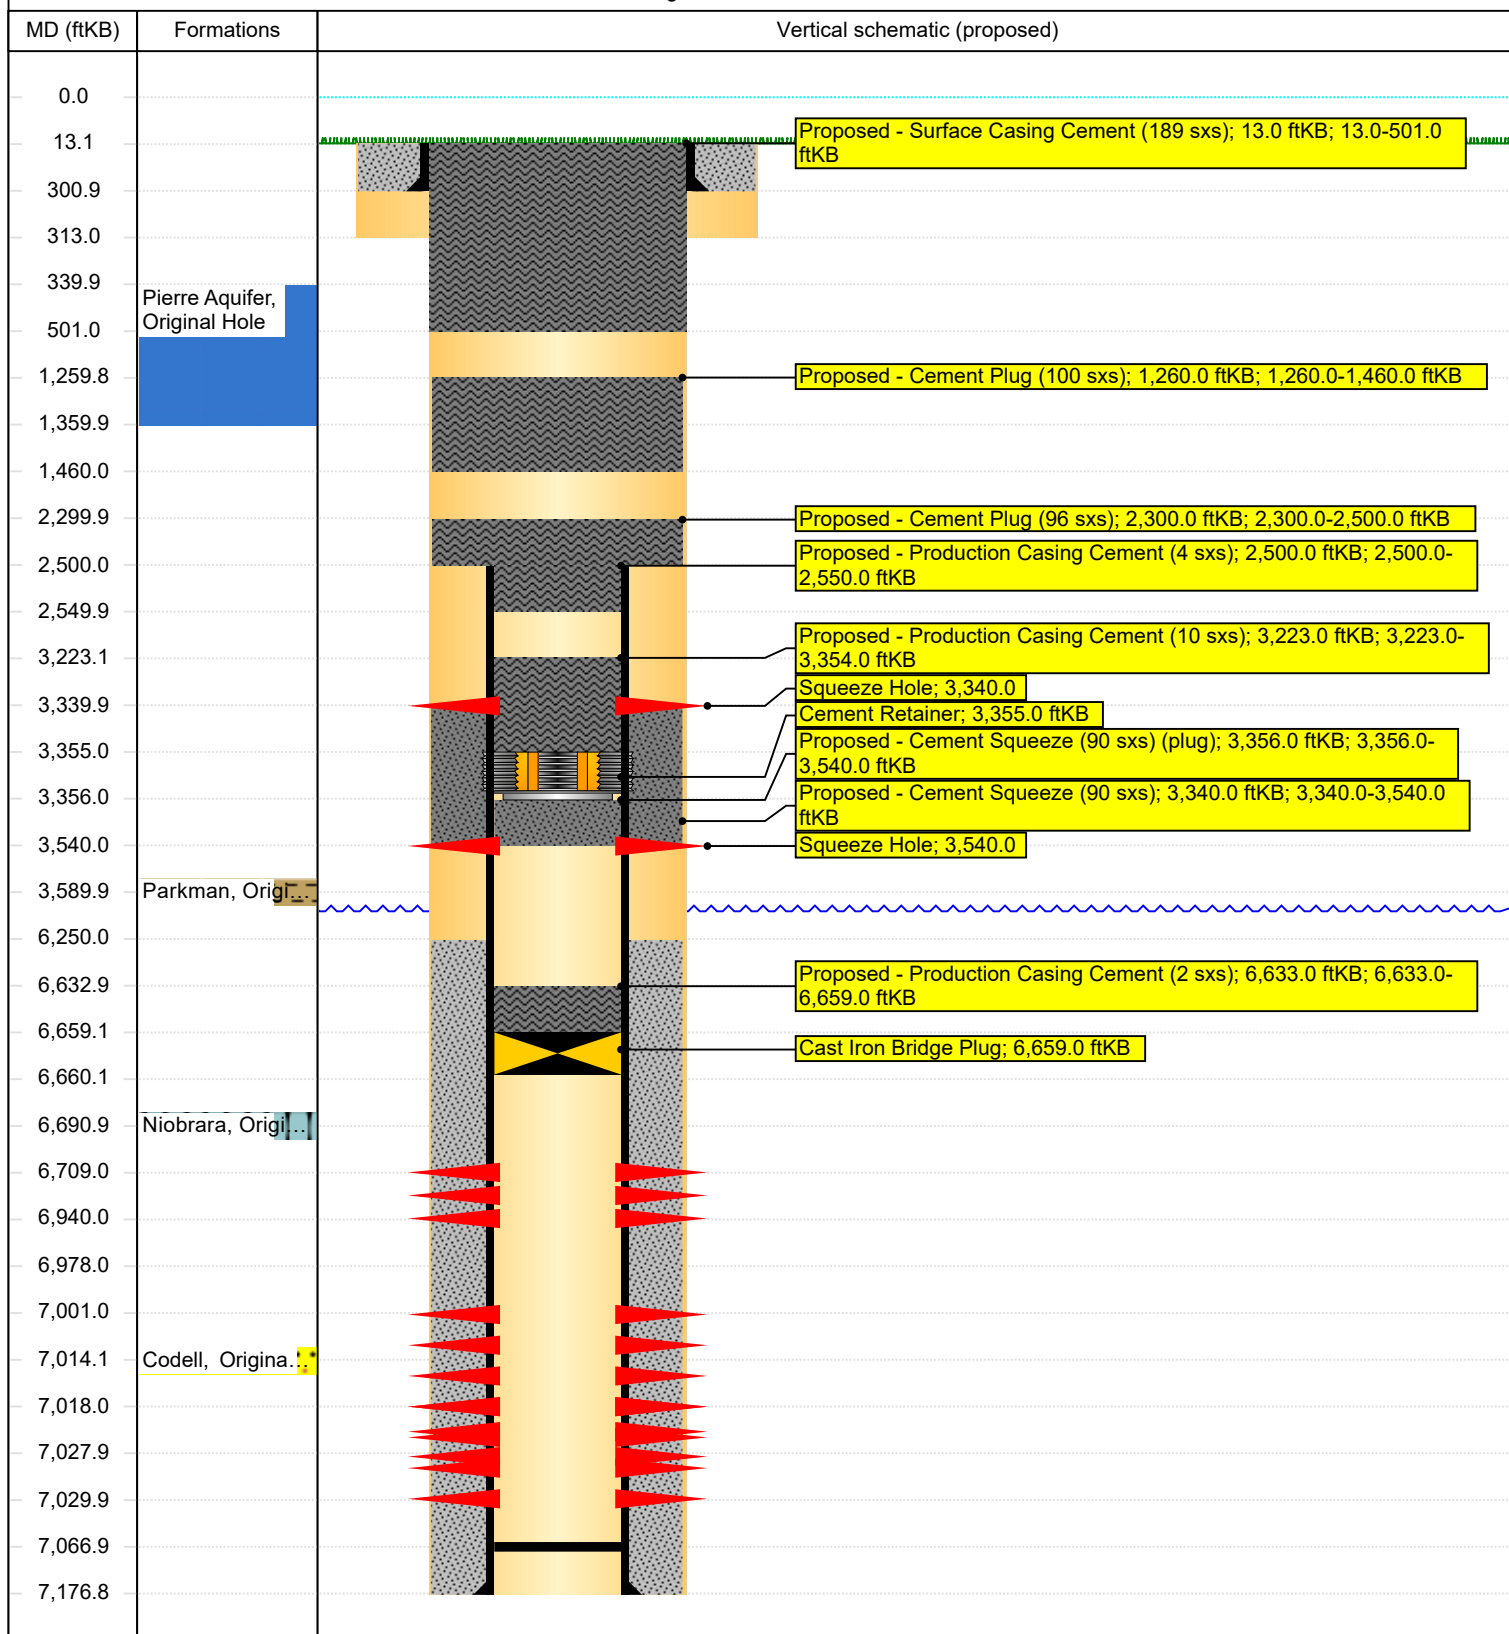 MD (ftKB)
Formations
Vertical schematic (proposed)
0.0
13.1
300.9
313.0
339.9
501.0
1,259.8
1,359.9
1,460.0
2,299.9
2,500.0
2,549.9
3,223.1
3,339.9
3,355.0
3,356.0
3,540.0
3,589.9
6,250.0
6,632.9
6,659.1
6,660.1
6,690.9
6,709.0
6,940.0
6,978.0
7,001.0
7,014.1
7,018.0
7,027.9
7,029.9
7,066.9
7,176.8
Pierre Aquifer,
Original Hole
Parkman, Origi...
Niobrara, Origi...
Codell, Origina...
Proposed - Surface Casing Cement (189 sxs); 13.0 ftKB; 13.0-501.0
ftKB
Proposed - Cement Plug (100 sxs); 1,260.0 ftKB; 1,260.0-1,460.0 ftKB
Proposed - Cement Plug (96 sxs); 2,300.0 ftKB; 2,300.0-2,500.0 ftKB
Proposed - Production Casing Cement (4 sxs); 2,500.0 ftKB; 2,500.0-
2,550.0 ftKB
Proposed - Production Casing Cement (10 sxs); 3,223.0 ftKB; 3,223.0-
3,354.0 ftKB
Squeeze Hole; 3,340.0
Cement Retainer; 3,355.0 ftKB
Proposed - Cement Squeeze (90 sxs) (plug); 3,356.0 ftKB; 3,356.0-
3,540.0 ftKB
Proposed - Cement Squeeze (90 sxs); 3,340.0 ftKB; 3,340.0-3,540.0
ftKB
Squeeze Hole; 3,540.0
Proposed - Production Casing Cement (2 sxs); 6,633.0 ftKB; 6,633.0-
6,659.0 ftKB
Cast Iron Bridge Plug; 6,659.0 ftKB